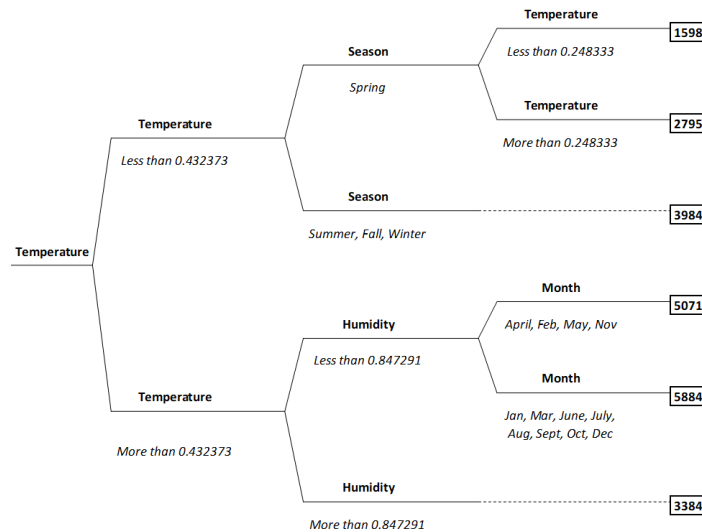 Temperature
1598
Less than 0.248333
Season
Spring
Temperature
2795
More than 0.248333
Temperature
Less than 0.432373
Season
3984
Summer, Fall, Winter
Temperature
Month
5071
April, Feb, May, Nov
Humidity
Less than 0.847291
Month
5884
Jan, Mar, June, July,
Aug, Sept, Oct, Dec
Temperature
More than 0.432373
Humidity
3384
More than 0.847291